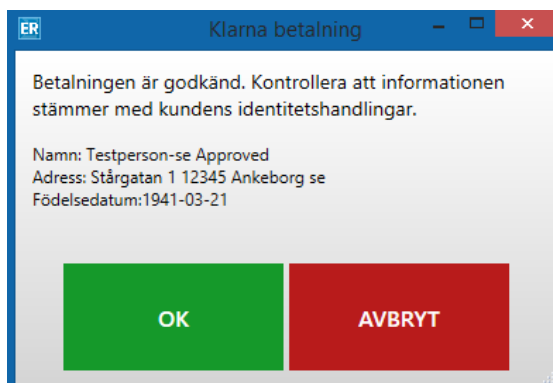 ER
Klarna betalning
Betalningen är godkänd. Kontrollera att informationen
stämmer med kundens identitetshandlingar.
Namn: Testperson-se Approved
Adress: Stårgatan 1 12345 Ankeborg se
Födelsedatum:1941-03-21
OK
AVBRYT